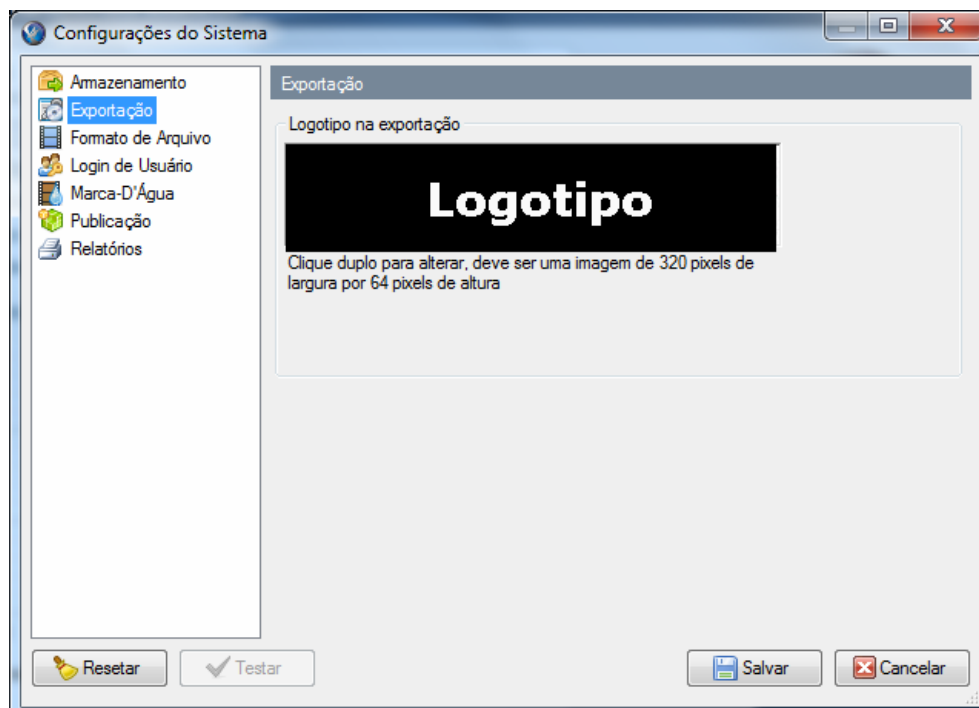 Configurações do Sistema
Armazenamento
Exportação
Formato de Arquivo
Login de Usuário
Marca-D'Água
Publicação
Relatórios
Exportação
Logotipo na exportação
Logotipo
Clique duplo para alterar, deve ser uma imagem de 320 pixels de
largura por 64 pixels de altura
Resetar
Testar
Salvar
Cancelar